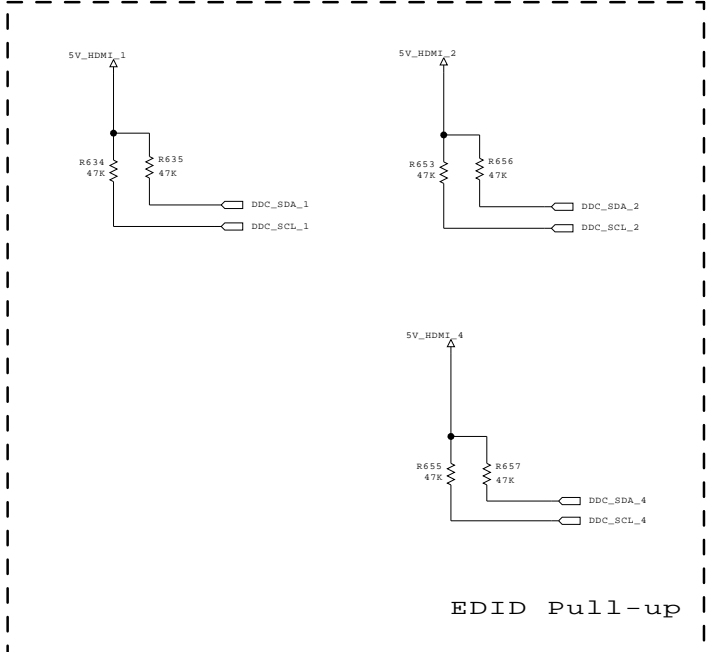 5V_HDMI_1
R634
47K
R635
47K
DDC_SDA_1
DDC_SCL_1
5V_HDMI_2
R653
47K
R656
47K
DDC_SDA_2
DDC_SCL_2
5V_HDMI_4
R655
47K
R657
47K
DDC_SDA_4
DDC_SCL_4
EDID Pull-up